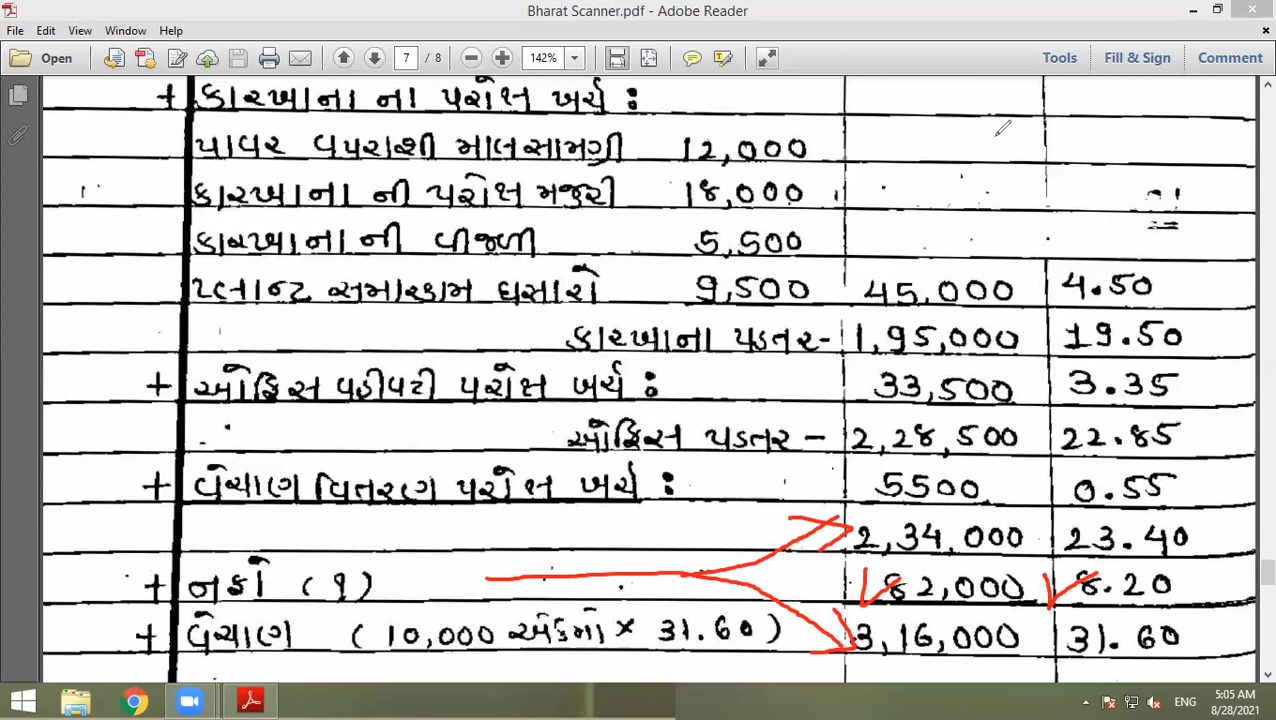 Bharat Scanner.pdf - Adobe Reader
File Edit View Window Help
Open 7 / 8 142% Tools Fill & Sign Comment
+ કારખાના ના પરોક્ષ ખર્ચ :
પાવર વપરાશી માલસામગ્રી 12,000
કારખાના ની પરોક્ષ મજુરી 18,000
કારખાના ની વીજળી 5,500
પ્લાન્ટ સમારકામ ઘસારો 9,500 45,000 4.50
કારખાના પડતર- 1,95,000 19.50
+ ઓફિસ વહીવટી પરોક્ષ ખર્ચ : 33,500 3.35
ઓફિસ પડતર - 2,28,500 22.85
+ વેચાણ વિતરણ પરોક્ષ ખર્ચ : 5500 0.55
2,34,000 23.40
+ નફો (૧) 82,000 8.20
+ વેચાણ (10,000 એકમો × 31.60) 3,16,000 31.60
ENG
5:05 AM
8/28/2021